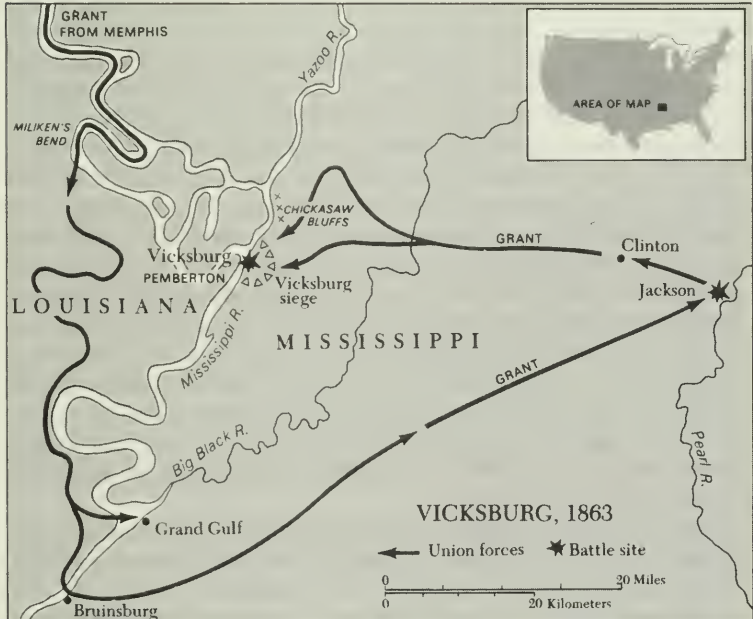 GRANT
FROM MEMPHIS
Yazoo R.
AREA OF MAP
MILIKEN'S
BEND
CHICKASAW
BLUFFS
GRANT
Clinton
Vicksburg
PEMBERTON
Vicksburg
siege
Jackson
LOUISIANA
MISSISSIPPI
Mississippi R.
GRANT
Big Black R.
Pearl R.
Grand Gulf
VICKSBURG, 1863
Union forces
Battle site
0 20 Miles
0 20 Kilometers
Bruinsburg